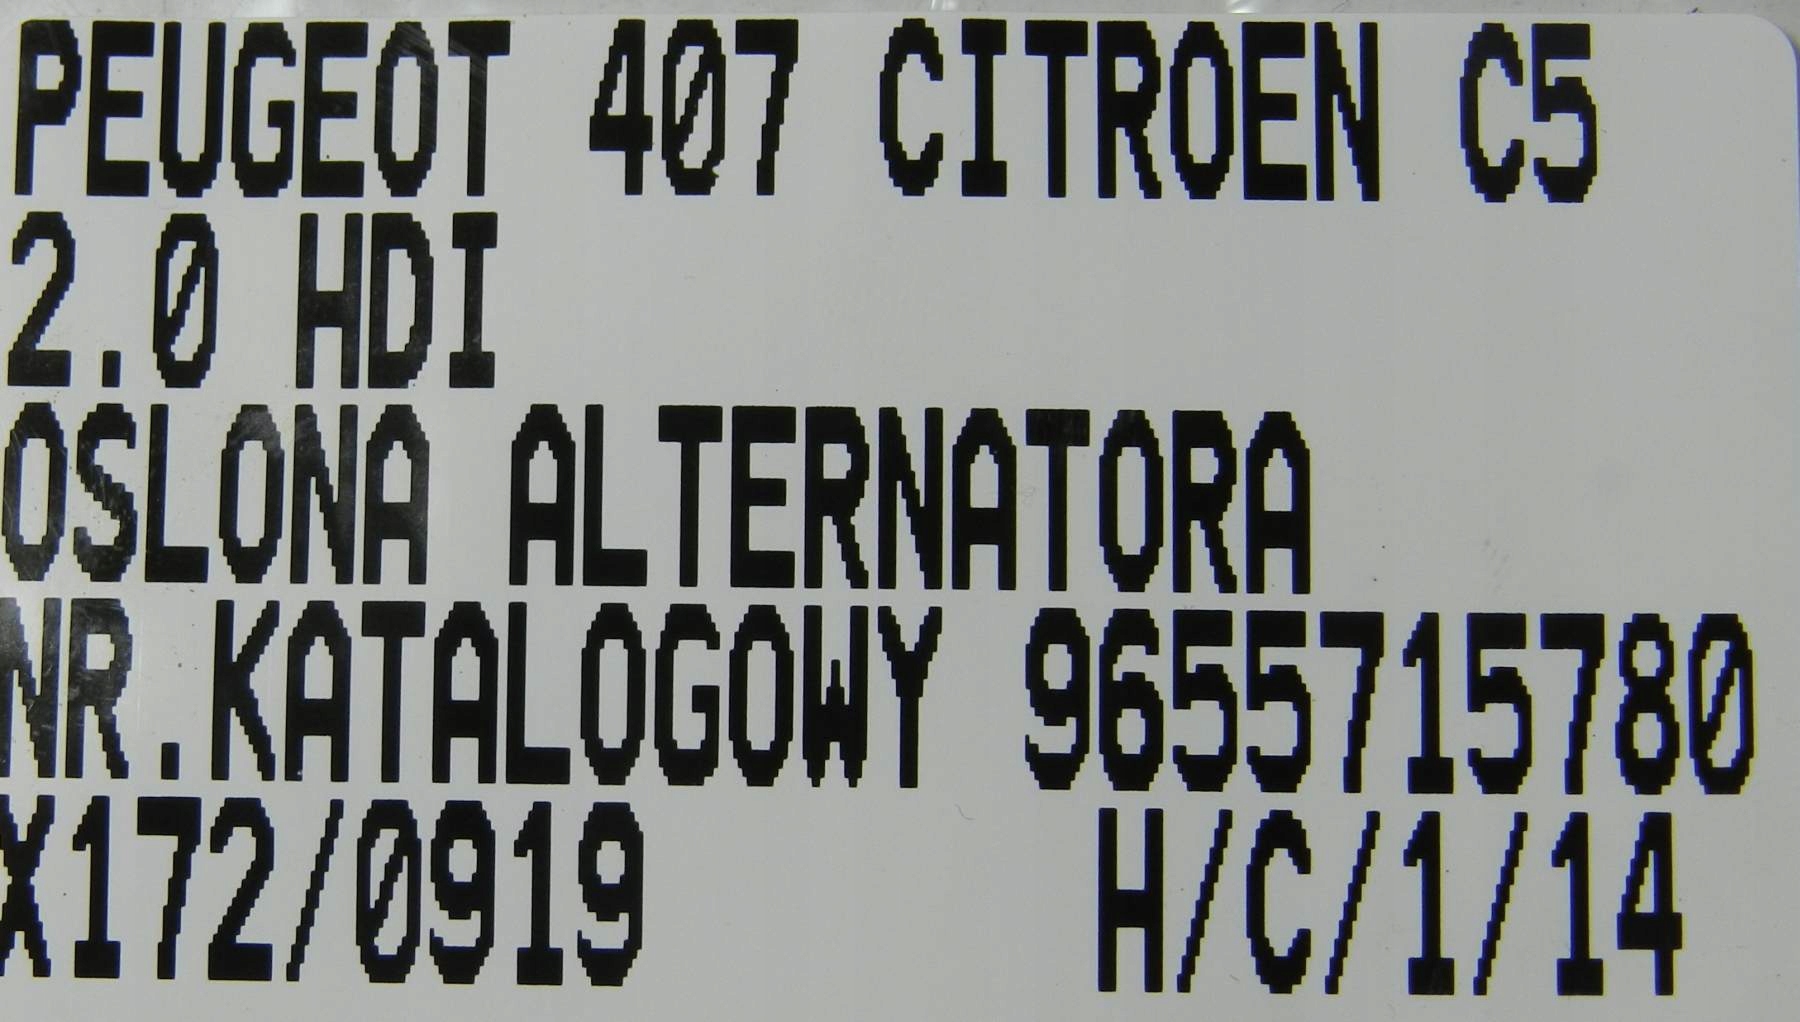 PEUGEOT 407 CITROEN C5
2.0 HDI
OSLONA ALTERNATORA
NR.KATALOGOWY 9655715780
X172/0919 H/C/1/14